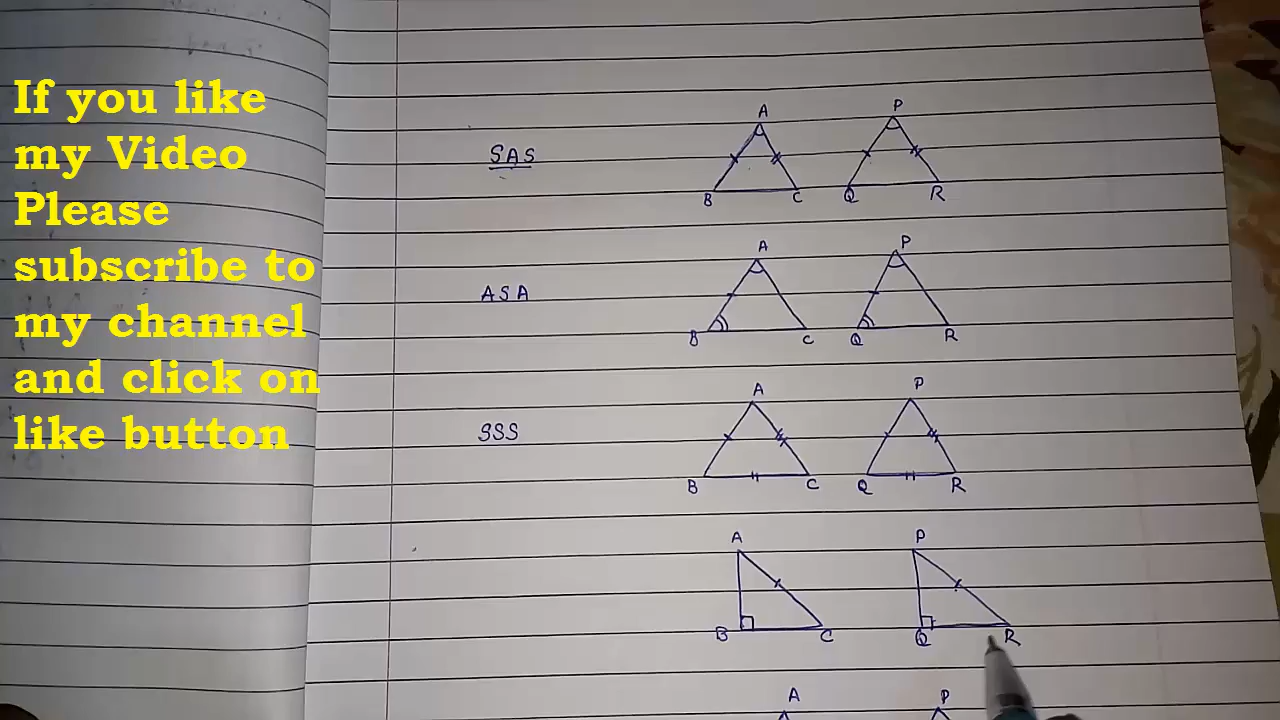 If you like
my Video
Please
subscribe to
my channel
and click on
like button
SAS
A
P
B
C
Q
R
ASA
A
P
B
C
Q
R
SSS
A
P
B
C
Q
R
A
P
B
C
Q
R
A
P